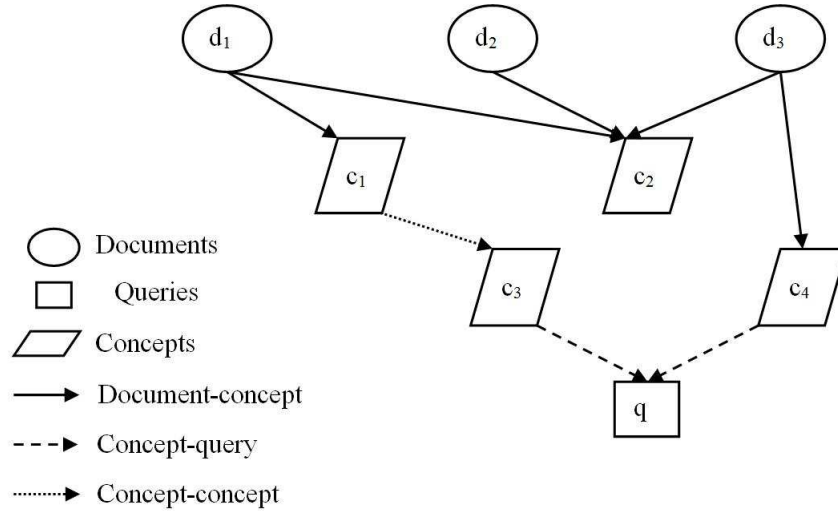 d₁
d₂
d₃
c₁
c₂
Documents
Queries
c₃
c₄
Concepts
Document-concept
q
Concept-query
Concept-concept